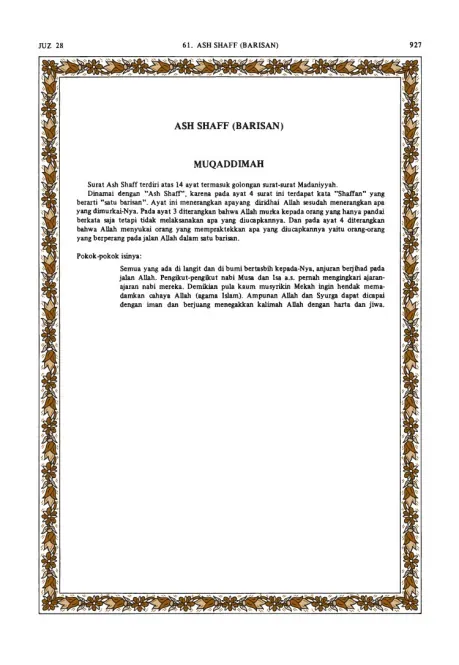 JUZ 28 61. ASH SHAFF (BARISAN) 927
ASH SHAFF (BARISAN)
MUQADDIMAH
Surat Ash Shaff terdiri atas 14 ayat termasuk golongan surat-surat Madaniyyah.
Dinamai dengan "Ash Shaff", karena pada ayat 4 surat ini terdapat kata "Shaffan" yang
berarti "satu barisan". Ayat ini menerangkan apayang diridhai Allah sesudah menerangkan apa
yang dimurkai-Nya. Pada ayat 3 diterangkan bahwa Allah murka kepada orang yang hanya pandai
berkata saja tetapi tidak melaksanakan apa yang diucapkannya. Dan pada ayat 4 diterangkan
bahwa Allah menyukai orang yang mempraktekkan apa yang diucapkannya yaitu orang-orang
yang berperang pada jalan Allah dalam satu barisan.
Pokok-pokok isinya:
Semua yang ada di langit dan di bumi bertasbih kepada-Nya, anjuran berjihad pada
jalan Allah. Pengikut-pengikut nabi Musa dan Isa a.s. pernah mengingkari ajaran-
ajaran nabi mereka. Demikian pula kaum musyrikin Mekah ingin hendak mema-
damkan cahaya Allah (agama Islam). Ampunan Allah dan Syurga dapat dicapai
dengan iman dan berjuang menegakkan kalimah Allah dengan harta dan jiwa.